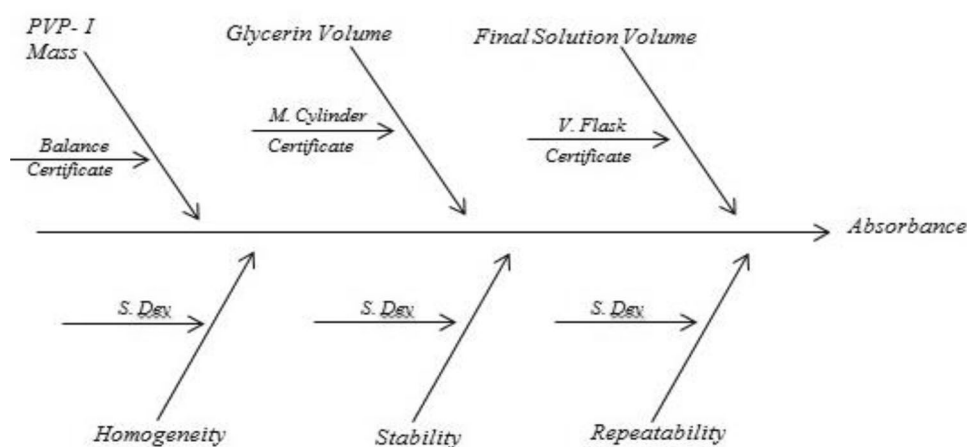 PVP- I
Mass
Glycerin Volume
Final Solution Volume
M. Cylinder
Certificate
V. Flask
Certificate
Balance
Certificate
Absorbance
S. Dev.
S. Dev.
S. Dev.
Homogeneity
Stability
Repeatability